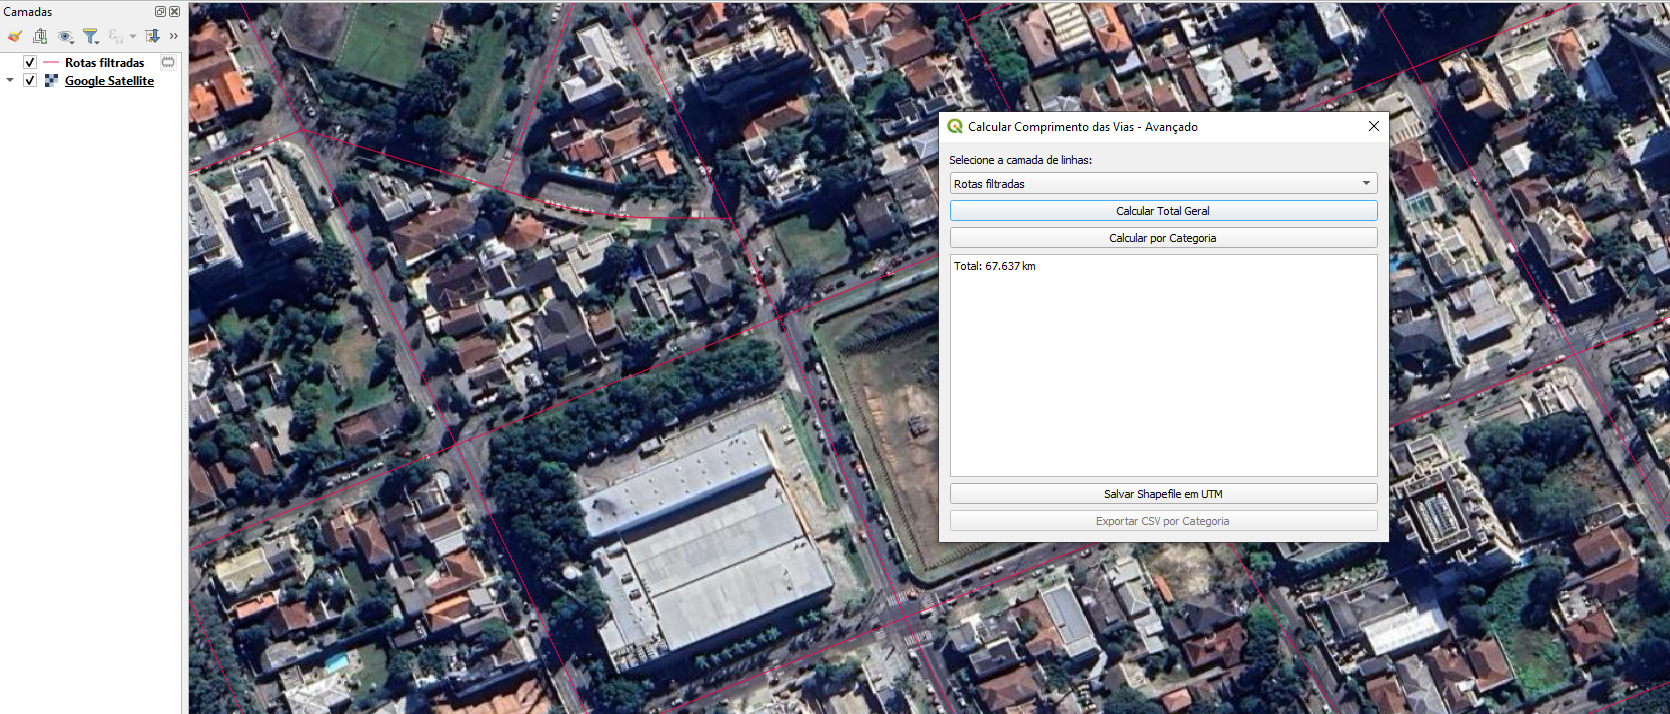 Camadas
Rotas filtradas
Google Satellite
Calcular Comprimento das Vias - Avançado
Selecione a camada de linhas:
Rotas filtradas
Calcular Total Geral
Calcular por Categoria
Total: 67.637 km
Salvar Shapefile em UTM
Exportar CSV por Categoria